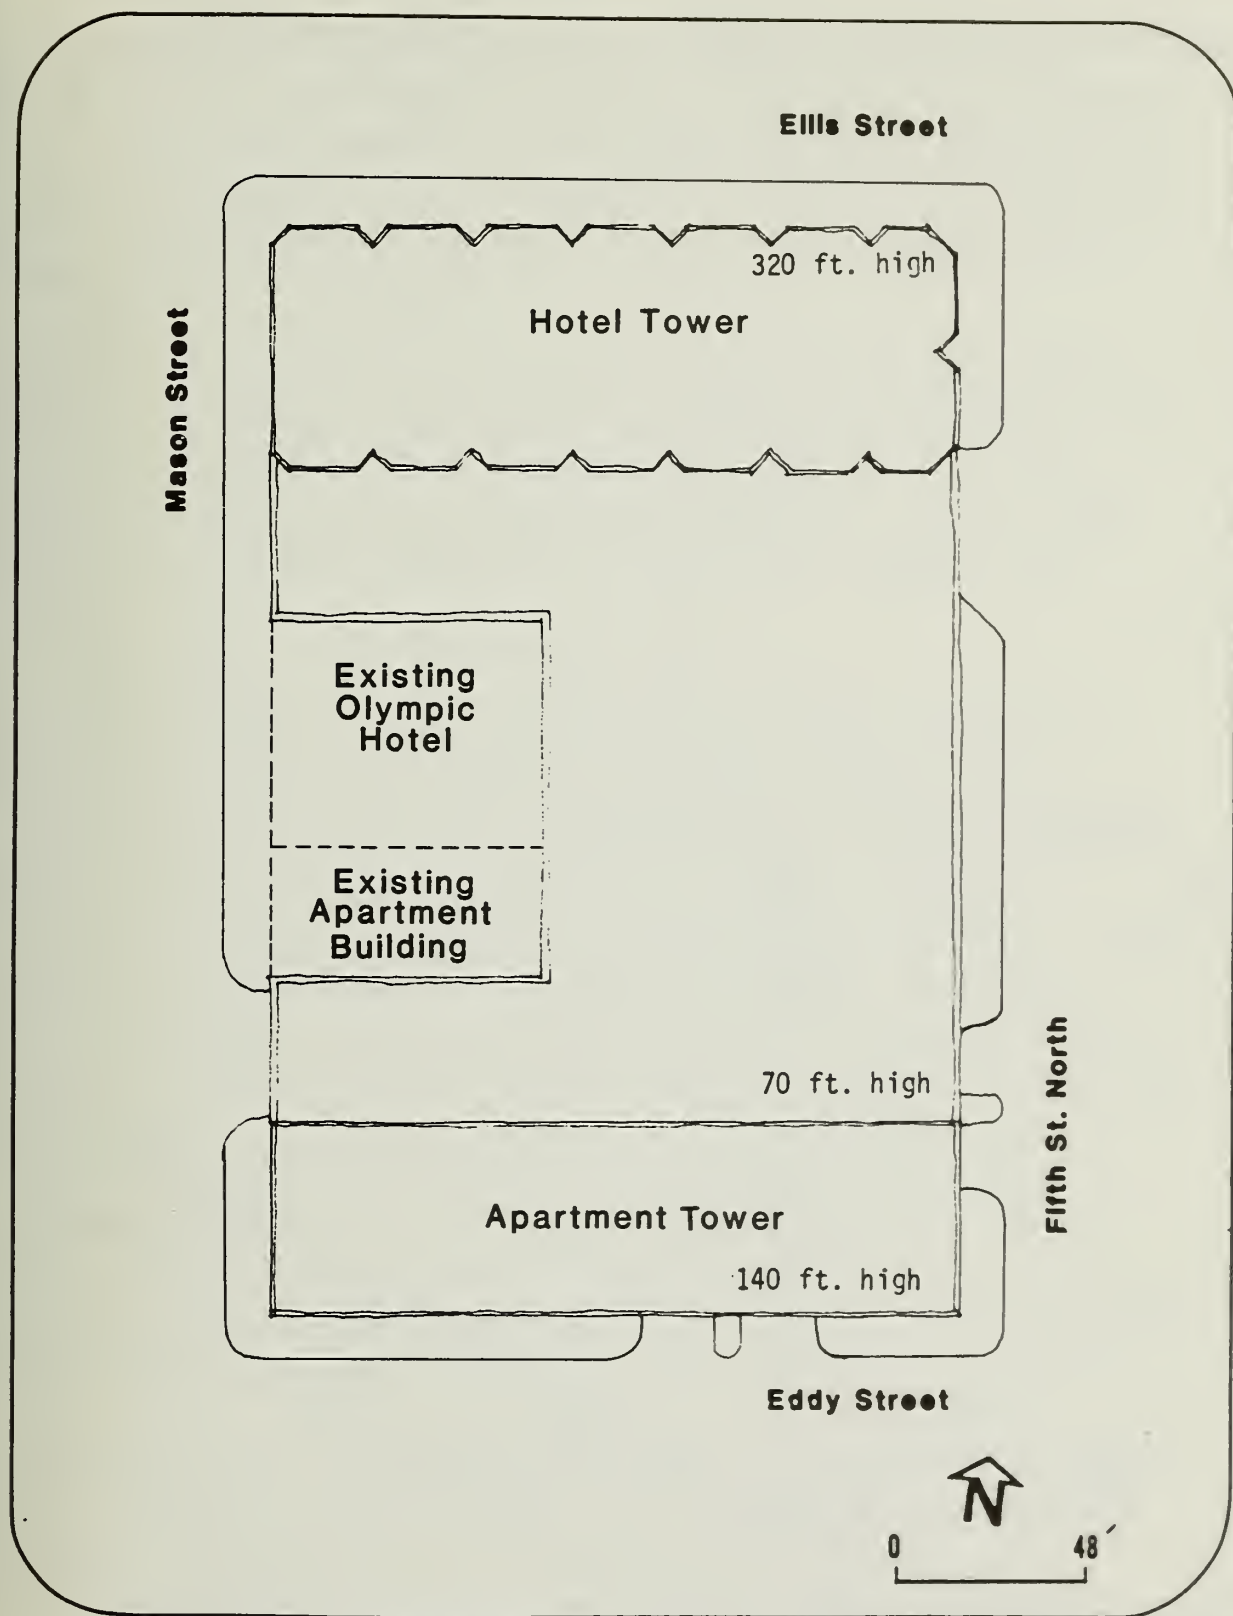 Ellis Street
320 ft. high
Hotel Tower
Mason Street
Existing
Olympic
Hotel
Existing
Apartment
Building
70 ft. high
Fifth St. North
Apartment Tower
140 ft. high
Eddy Street
N
0 48'